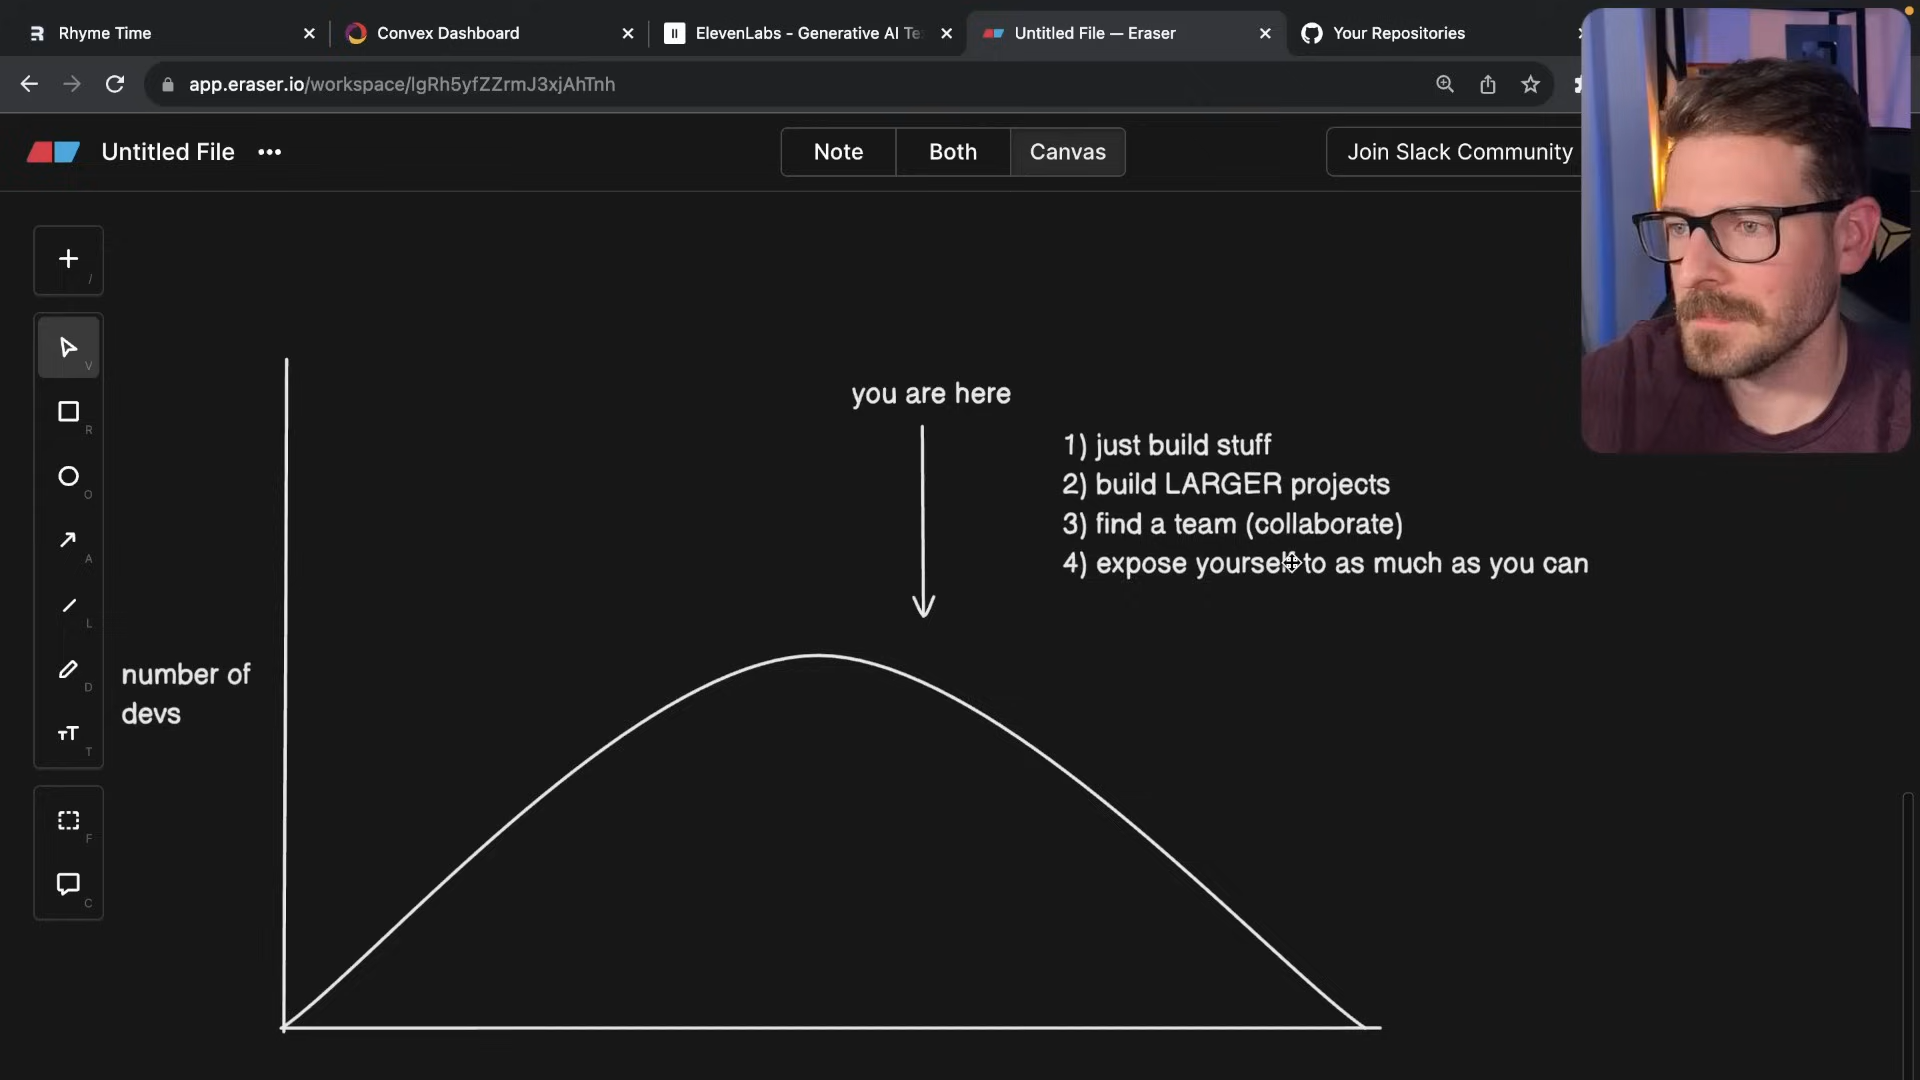 Rhyme Time
Convex Dashboard
ElevenLabs - Generative AI Te
Untitled File — Eraser
Your Repositories
app.eraser.io/workspace/lgRh5yfZZrmJ3xjAhTnh
Untitled File
Note
Both
Canvas
Join Slack Community
/
V
R
O
A
L
D
T
F
C
you are here
1) just build stuff
2) build LARGER projects
3) find a team (collaborate)
4) expose yourself to as much as you can
number of
devs